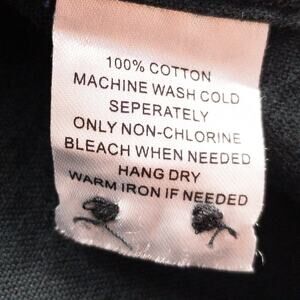 100% COTTON
MACHINE WASH COLD
SEPERATELY
ONLY NON-CHLORINE
BLEACH WHEN NEEDED
HANG DRY
WARM IRON IF NEEDED